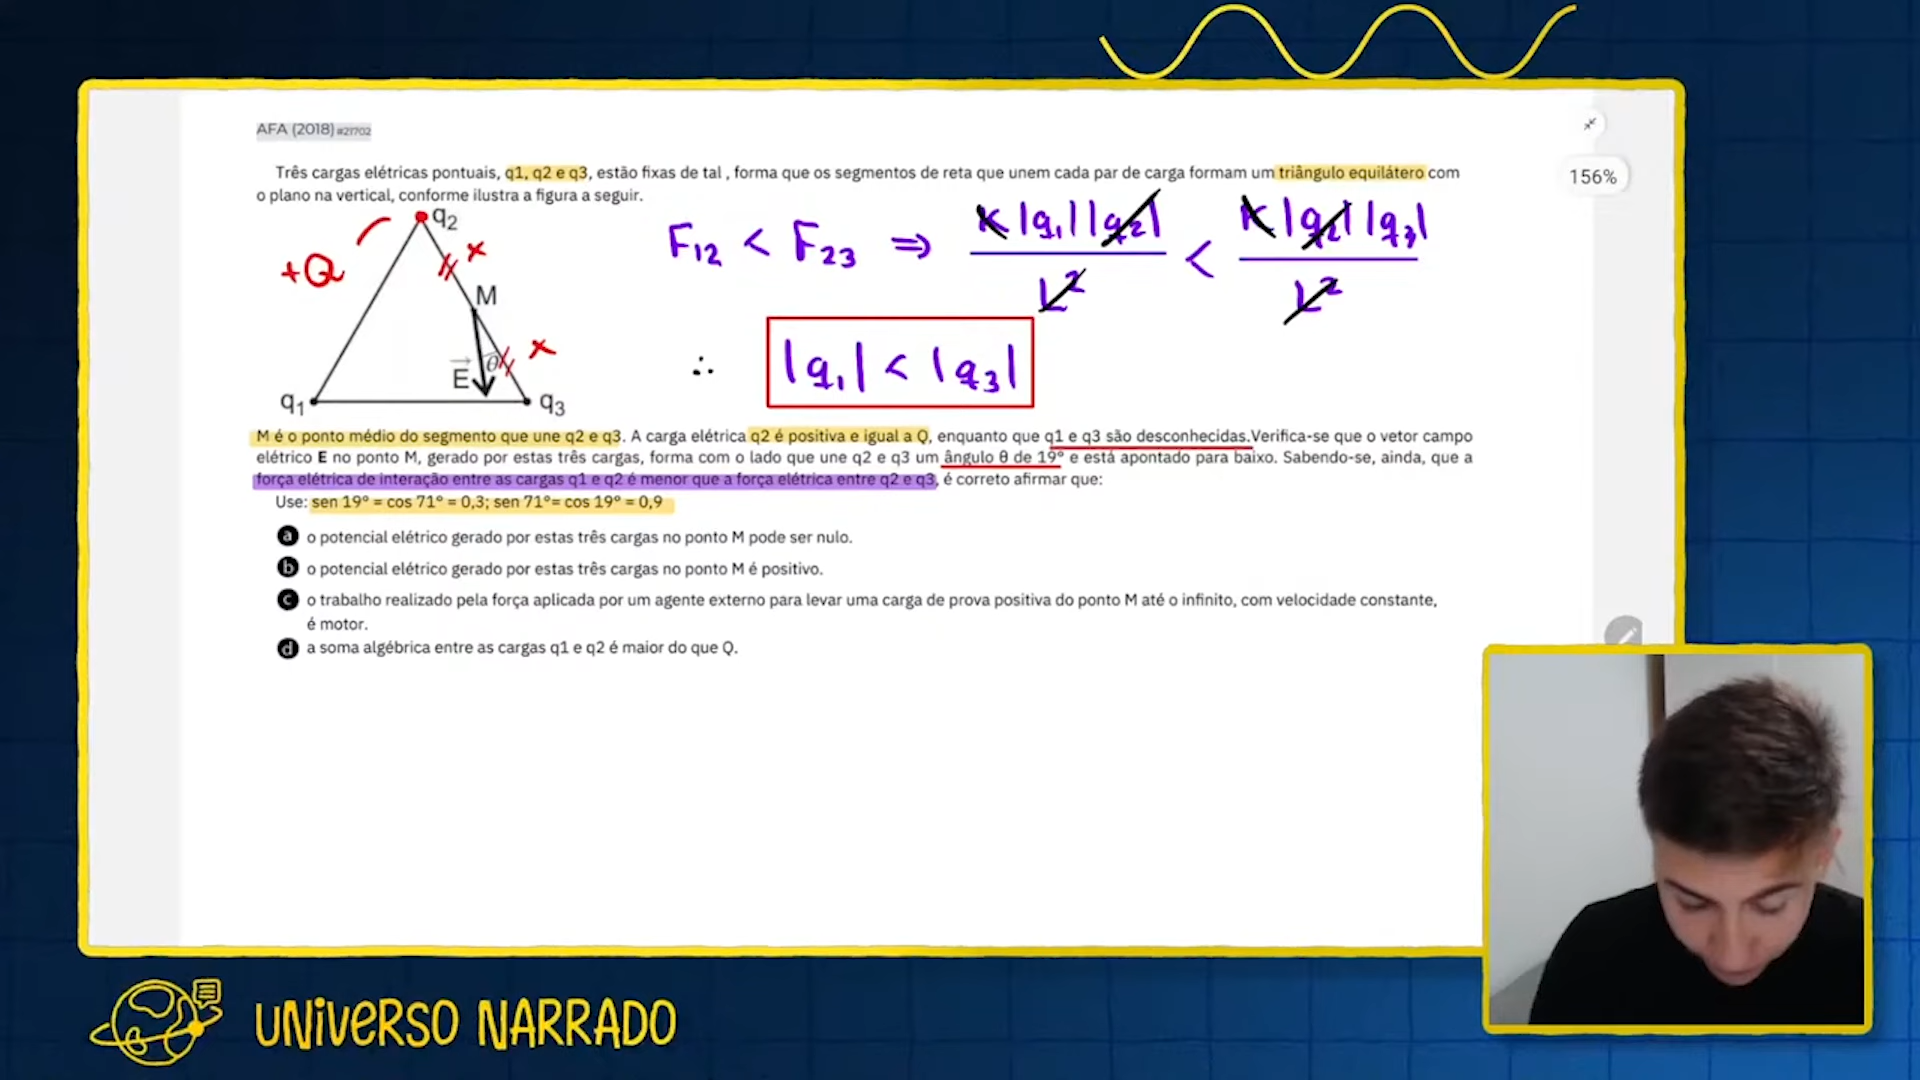 AFA (2018) #21702
Três cargas elétricas pontuais, q1, q2 e q3, estão fixas de tal , forma que os segmentos de reta que unem cada par de carga formam um triângulo equilátero com
o plano na vertical, conforme ilustra a figura a seguir.
156%
q2
+Q
x
M
x
E
θ
q1
q3
F12 < F23 ⇒ K |q1| |q2| / L² < K |q2| |q3| / L²
∴ |q1| < |q3|
M é o ponto médio do segmento que une q2 e q3. A carga elétrica q2 é positiva e igual a Q, enquanto que q1 e q3 são desconhecidas.Verifica-se que o vetor campo
elétrico E no ponto M, gerado por estas três cargas, forma com o lado que une q2 e q3 um ângulo θ de 19º e está apontado para baixo. Sabendo-se, ainda, que a
força elétrica de interação entre as cargas q1 e q2 é menor que a força elétrica entre q2 e q3, é correto afirmar que:
Use: sen 19º = cos 71º = 0,3; sen 71º= cos 19º = 0,9
a o potencial elétrico gerado por estas três cargas no ponto M pode ser nulo.
b o potencial elétrico gerado por estas três cargas no ponto M é positivo.
c o trabalho realizado pela força aplicada por um agente externo para levar uma carga de prova positiva do ponto M até o infinito, com velocidade constante,
é motor.
d a soma algébrica entre as cargas q1 e q2 é maior do que Q.
UNIVERSO NARRADO